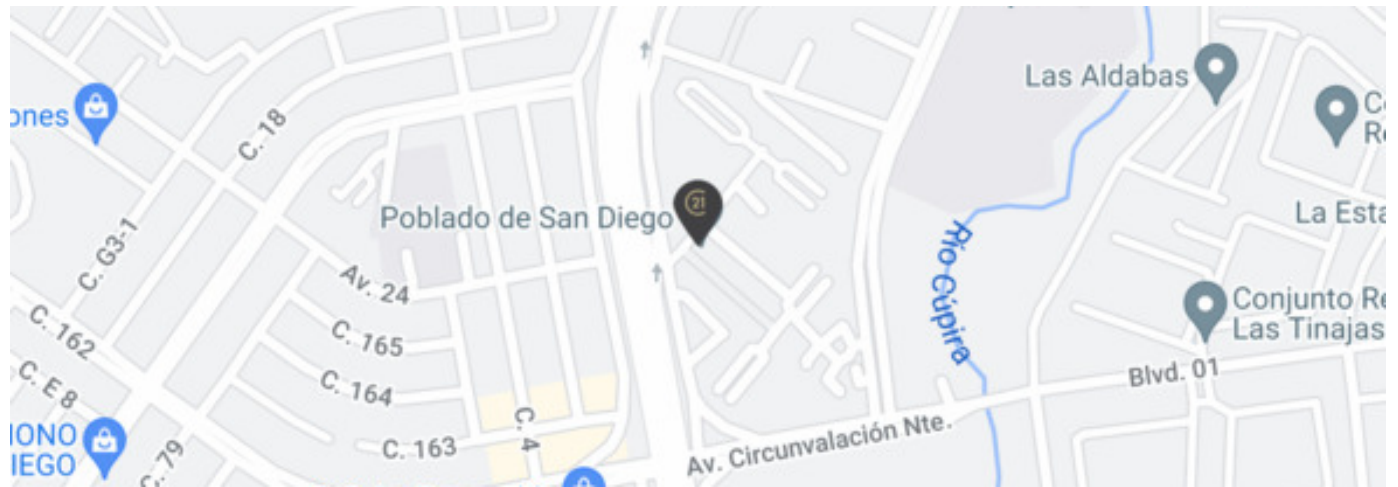 Las Aldabas
ones
C. 18
C. G3-1
Poblado de San Diego
21
La Esta
Río Cúpira
Av. 24
C. 165
C. 162
C. 164
C. E 8
C. 163
C. 4
C. 79
IONO
IEGO
Conjunto Re
Las Tinajas
Blvd. 01
Av. Circunvalación Nte.